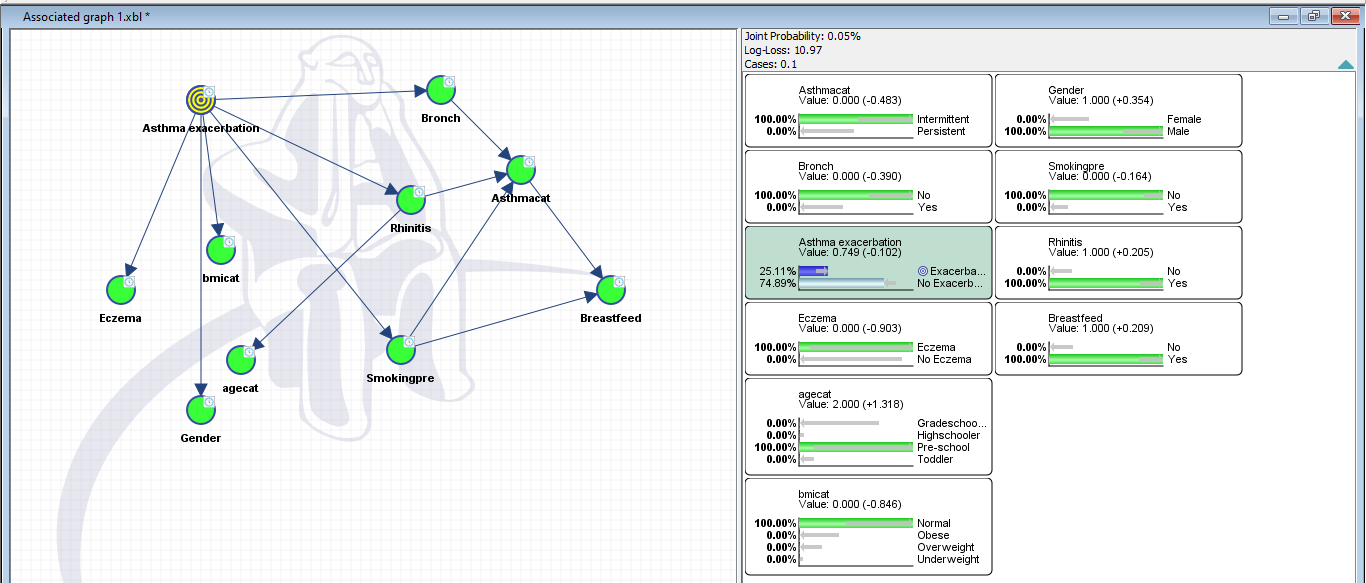 Associated graph 1.xbl *
Asthma exacerbation
Bronch
Asthmacat
Rhinitis
bmicat
Eczema
Breastfeed
agecat
Smokingpre
Gender
Joint Probability: 0.05%
Log-Loss: 10.97
Cases: 0.1
Asthmacat
Value: 0.000 (-0.483)
100.00% Intermittent
0.00% Persistent
Gender
Value: 1.000 (+0.354)
0.00% Female
100.00% Male
Bronch
Value: 0.000 (-0.390)
100.00% No
0.00% Yes
Smokingpre
Value: 0.000 (-0.164)
100.00% No
0.00% Yes
Asthma exacerbation
Value: 0.749 (-0.102)
25.11% Exacerba...
74.89% No Exacerb...
Rhinitis
Value: 1.000 (+0.205)
0.00% No
100.00% Yes
Eczema
Value: 0.000 (-0.903)
100.00% Eczema
0.00% No Eczema
Breastfeed
Value: 1.000 (+0.209)
0.00% No
100.00% Yes
agecat
Value: 2.000 (+1.318)
0.00% Gradeschoo...
0.00% Highschooler
100.00% Pre-school
0.00% Toddler
bmicat
Value: 0.000 (-0.846)
100.00% Normal
0.00% Obese
0.00% Overweight
0.00% Underweight